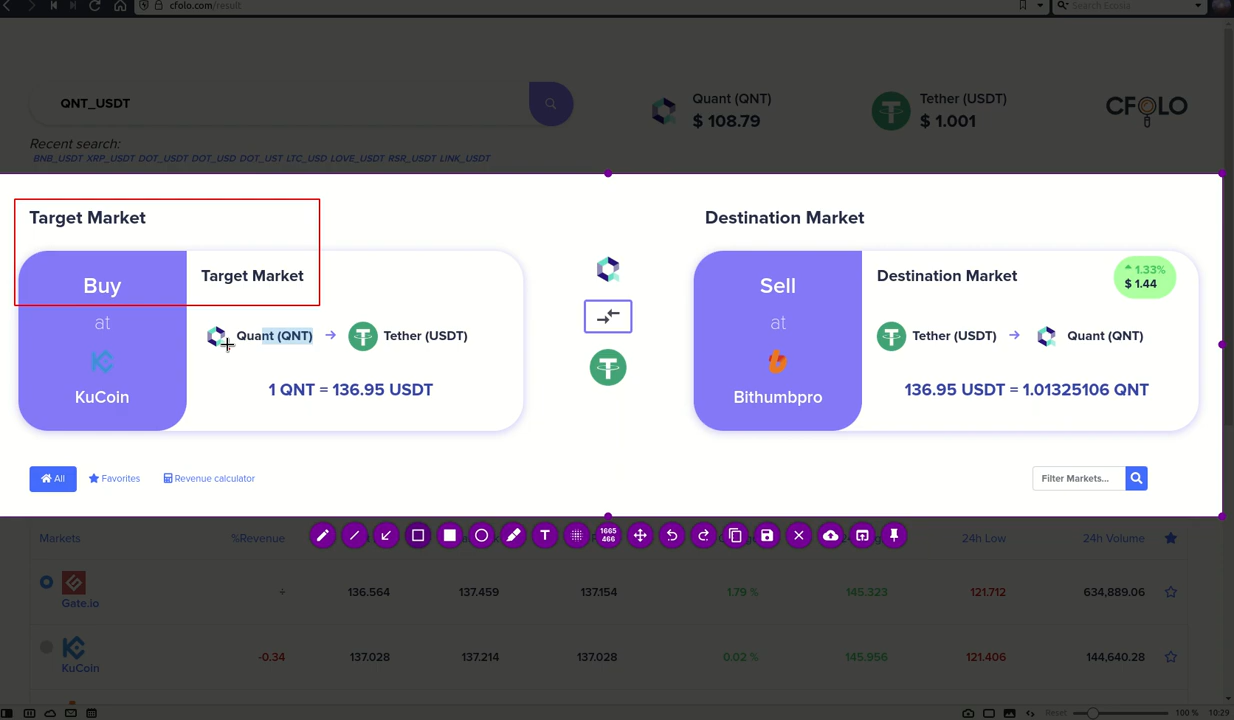 cfolo.com/result
Search Ecosia
QNT_USDT
Quant (QNT)
$ 108.79
Tether (USDT)
$ 1.001
CFOLO
Recent search:
BNB_USDT XRP_USDT DOT_USDT DOT_USD DOT_UST LTC_USD LOVE_USDT RSR_USDT LINK_USDT
Target Market
Destination Market
Buy
at
KuCoin
Target Market
Quant (QNT)
Tether (USDT)
1 QNT = 136.95 USDT
Sell
at
Bithumbpro
Destination Market
1.33%
$ 1.44
Tether (USDT)
Quant (QNT)
136.95 USDT = 1.01325106 QNT
All
Favorites
Revenue calculator
Filter Markets...
T
1665
466
Markets
%Revenue
24h Low
24h Volume
Gate.io
÷
136.564
137.459
137.154
1.79 %
145.323
121.712
634,889.06
KuCoin
-0.34
137.028
137.214
137.028
0.02 %
145.956
121.406
144,640.28
Reset
100 %
10:29